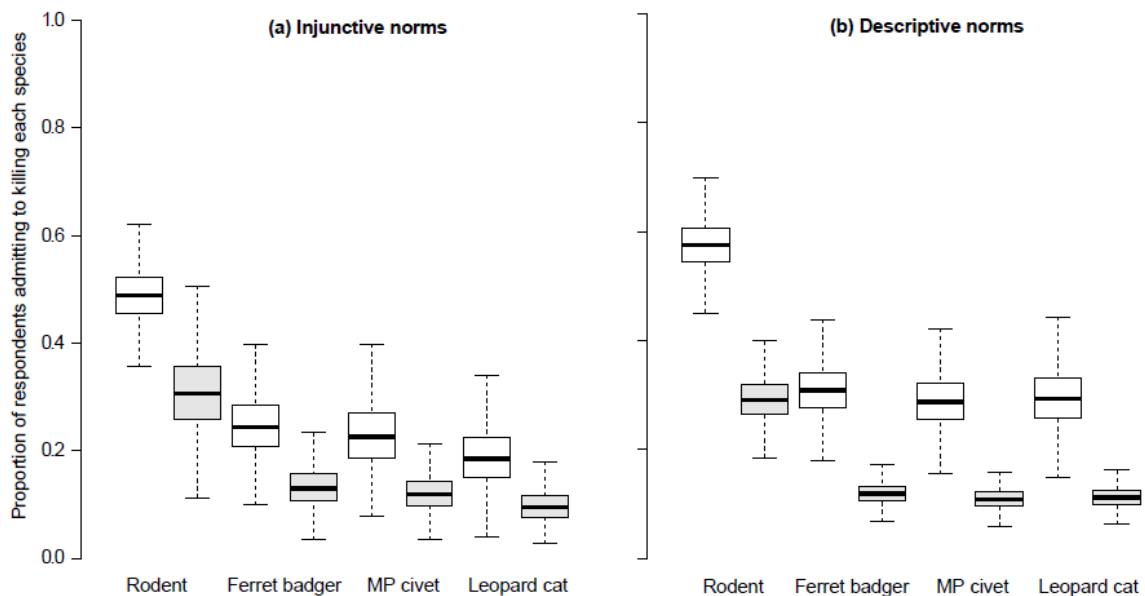 Proportion of respondents admitting to killing each species
1.0
0.8
0.6
0.4
0.2
0.0
(a) Injunctive norms
Rodent Ferret badger MP civet Leopard cat
(b) Descriptive norms
Rodent Ferret badger MP civet Leopard cat